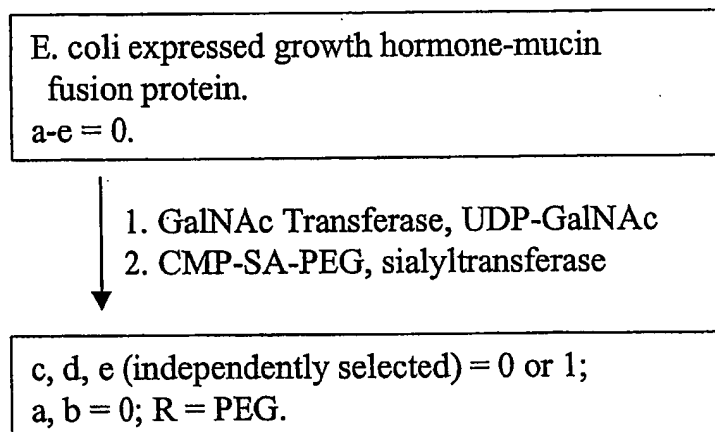 E. coli expressed growth hormone-mucin
fusion protein.
a-e = 0.
1. GalNAc Transferase, UDP-GalNAc
2. CMP-SA-PEG, sialyltransferase
c, d, e (independently selected) = 0 or 1;
a, b = 0; R = PEG.